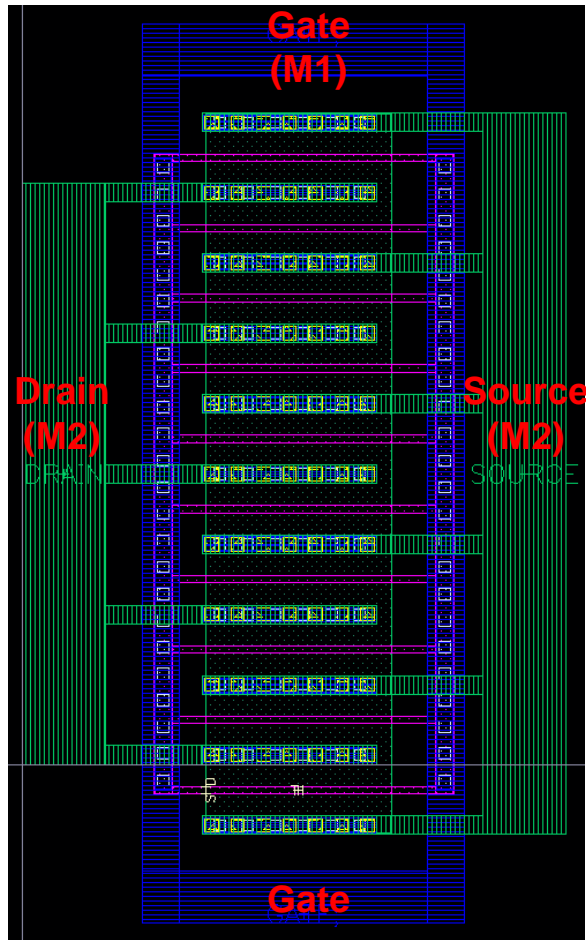 Gate
(M1)
Drain
(M2)
Source
(M2)
DRAIN
SOURCE
Gate